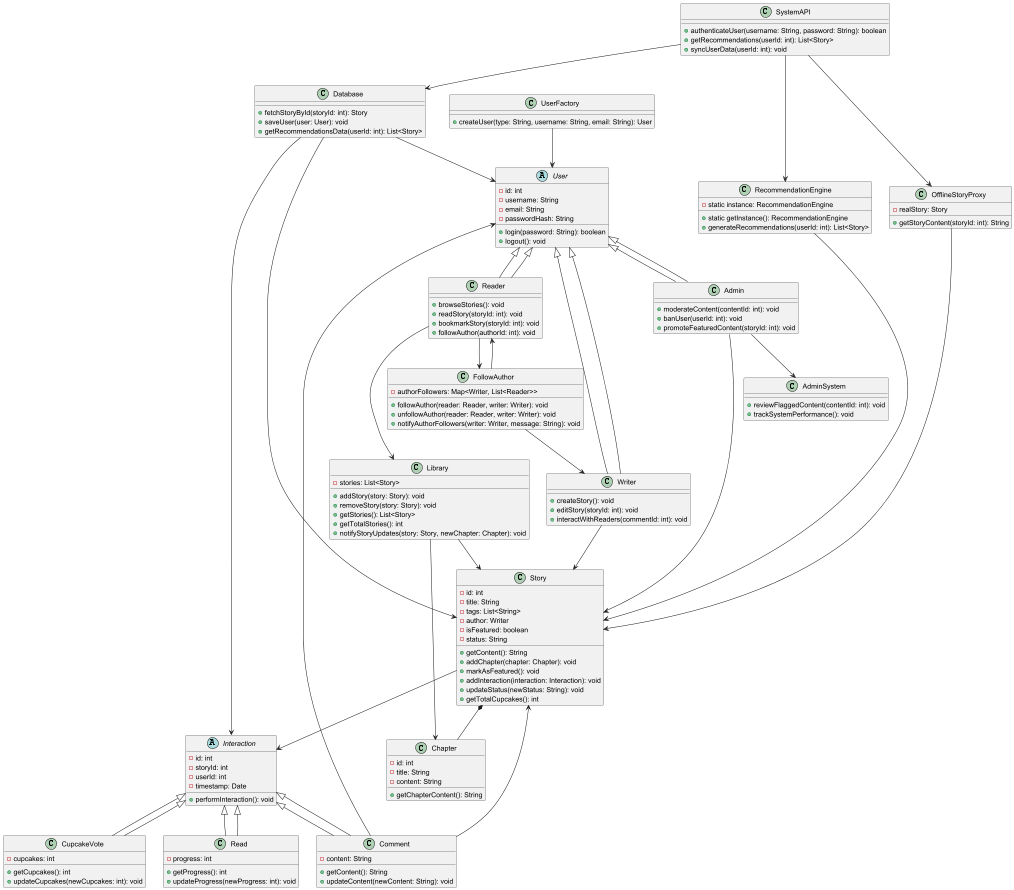 C SystemAPI
authenticateUser(username: String, password: String): boolean
getRecommendations(userId: int): List<Story>
syncUserData(userId: int): void
C Database
fetchStoryById(storyId: int): Story
saveUser(user: User): void
getRecommendationsData(userId: int): List<Story>
C UserFactory
createUser(type: String, username: String, email: String): User
A User
id: int
username: String
email: String
passwordHash: String
login(password: String): boolean
logout(): void
C RecommendationEngine
static instance: RecommendationEngine
static getInstance(): RecommendationEngine
generateRecommendations(userId: int): List<Story>
C OfflineStoryProxy
realStory: Story
getStoryContent(storyId: int): String
C Reader
browseStories(): void
readStory(storyId: int): void
bookmarkStory(storyId: int): void
followAuthor(authorId: int): void
C Admin
moderateContent(contentId: int): void
banUser(userId: int): void
promoteFeaturedContent(storyId: int): void
C FollowAuthor
authorFollowers: Map<Writer, List<Reader>>
followAuthor(reader: Reader, writer: Writer): void
unfollowAuthor(reader: Reader, writer: Writer): void
notifyAuthorFollowers(writer: Writer, message: String): void
C AdminSystem
reviewFlaggedContent(contentId: int): void
trackSystemPerformance(): void
C Library
stories: List<Story>
addStory(story: Story): void
removeStory(story: Story): void
getStories(): List<Story>
getTotalStories(): int
notifyStoryUpdates(story: Story, newChapter: Chapter): void
C Writer
createStory(): void
editStory(storyId: int): void
interactWithReaders(commentId: int): void
C Story
id: int
title: String
tags: List<String>
author: Writer
isFeatured: boolean
status: String
getContent(): String
addChapter(chapter: Chapter): void
markAsFeatured(): void
addInteraction(interaction: Interaction): void
updateStatus(newStatus: String): void
getTotalCupcakes(): int
A Interaction
id: int
storyId: int
userId: int
timestamp: Date
performInteraction(): void
C Chapter
id: int
title: String
content: String
getChapterContent(): String
C CupcakeVote
cupcakes: int
getCupcakes(): int
updateCupcakes(newCupcakes: int): void
C Read
progress: int
getProgress(): int
updateProgress(newProgress: int): void
C Comment
content: String
getContent(): String
updateContent(newContent: String): void